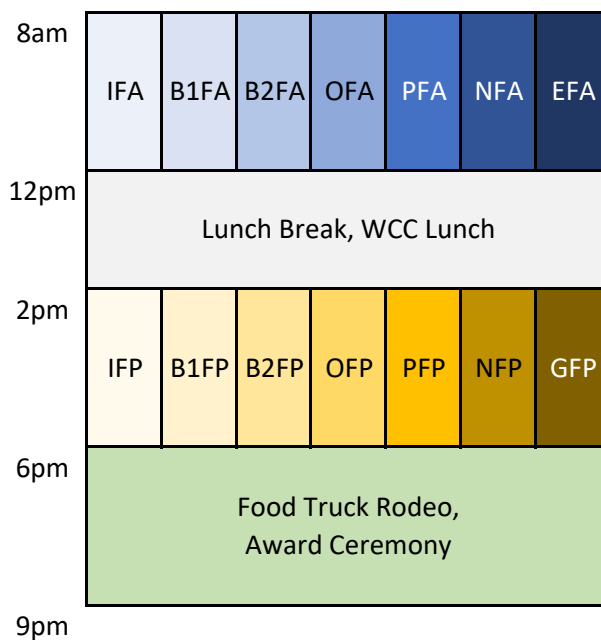 8am
IFA B1FA B2FA OFA PFA NFA EFA
12pm
Lunch Break, WCC Lunch
2pm
IFP B1FP B2FP OFP PFP NFP GFP
6pm
Food Truck Rodeo,
Award Ceremony
9pm